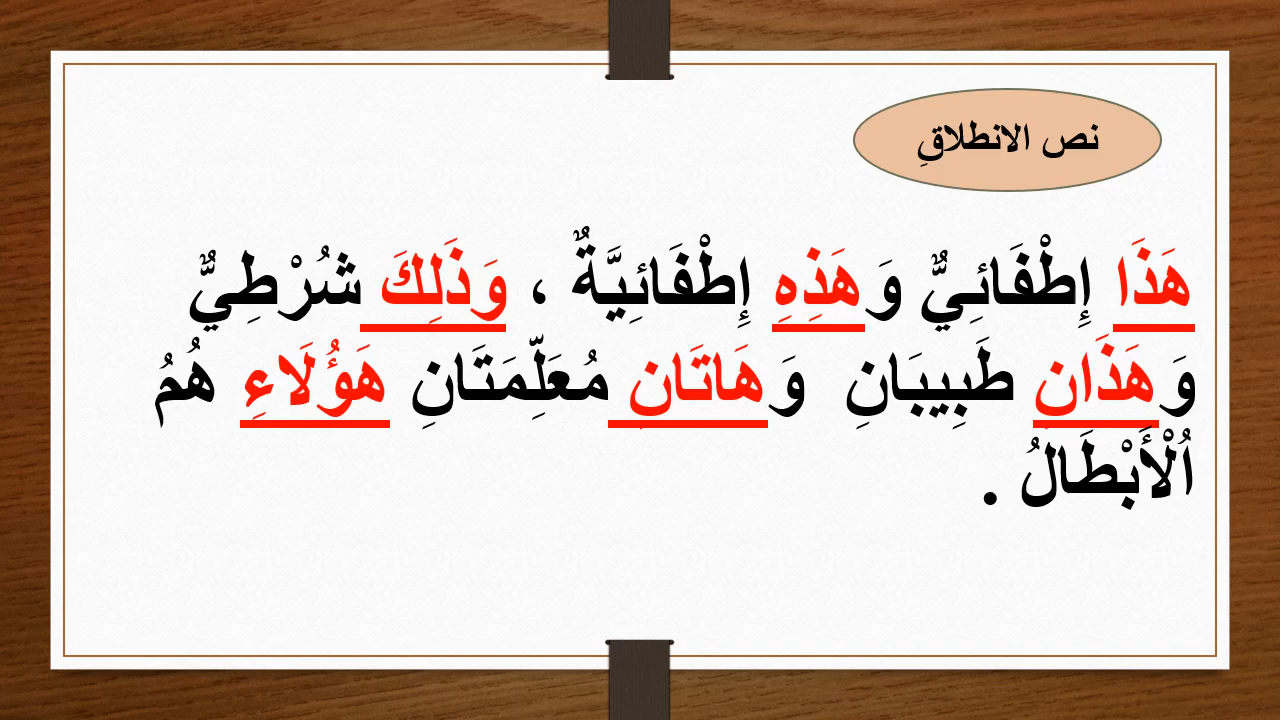 نص الانطلاقِ
هَذَا إِطْفَائِيٌّ وَهَذِهِ إِطْفَائِيَّةٌ ، وَذَلِكَ شُرْطِيٌّ
وَهَذَانِ طَبِيبَانِ وَهَاتَانِ مُعَلِّمَتَانِ هَؤُلَاءِ هُمُ
اُلْأَبْطَالُ .